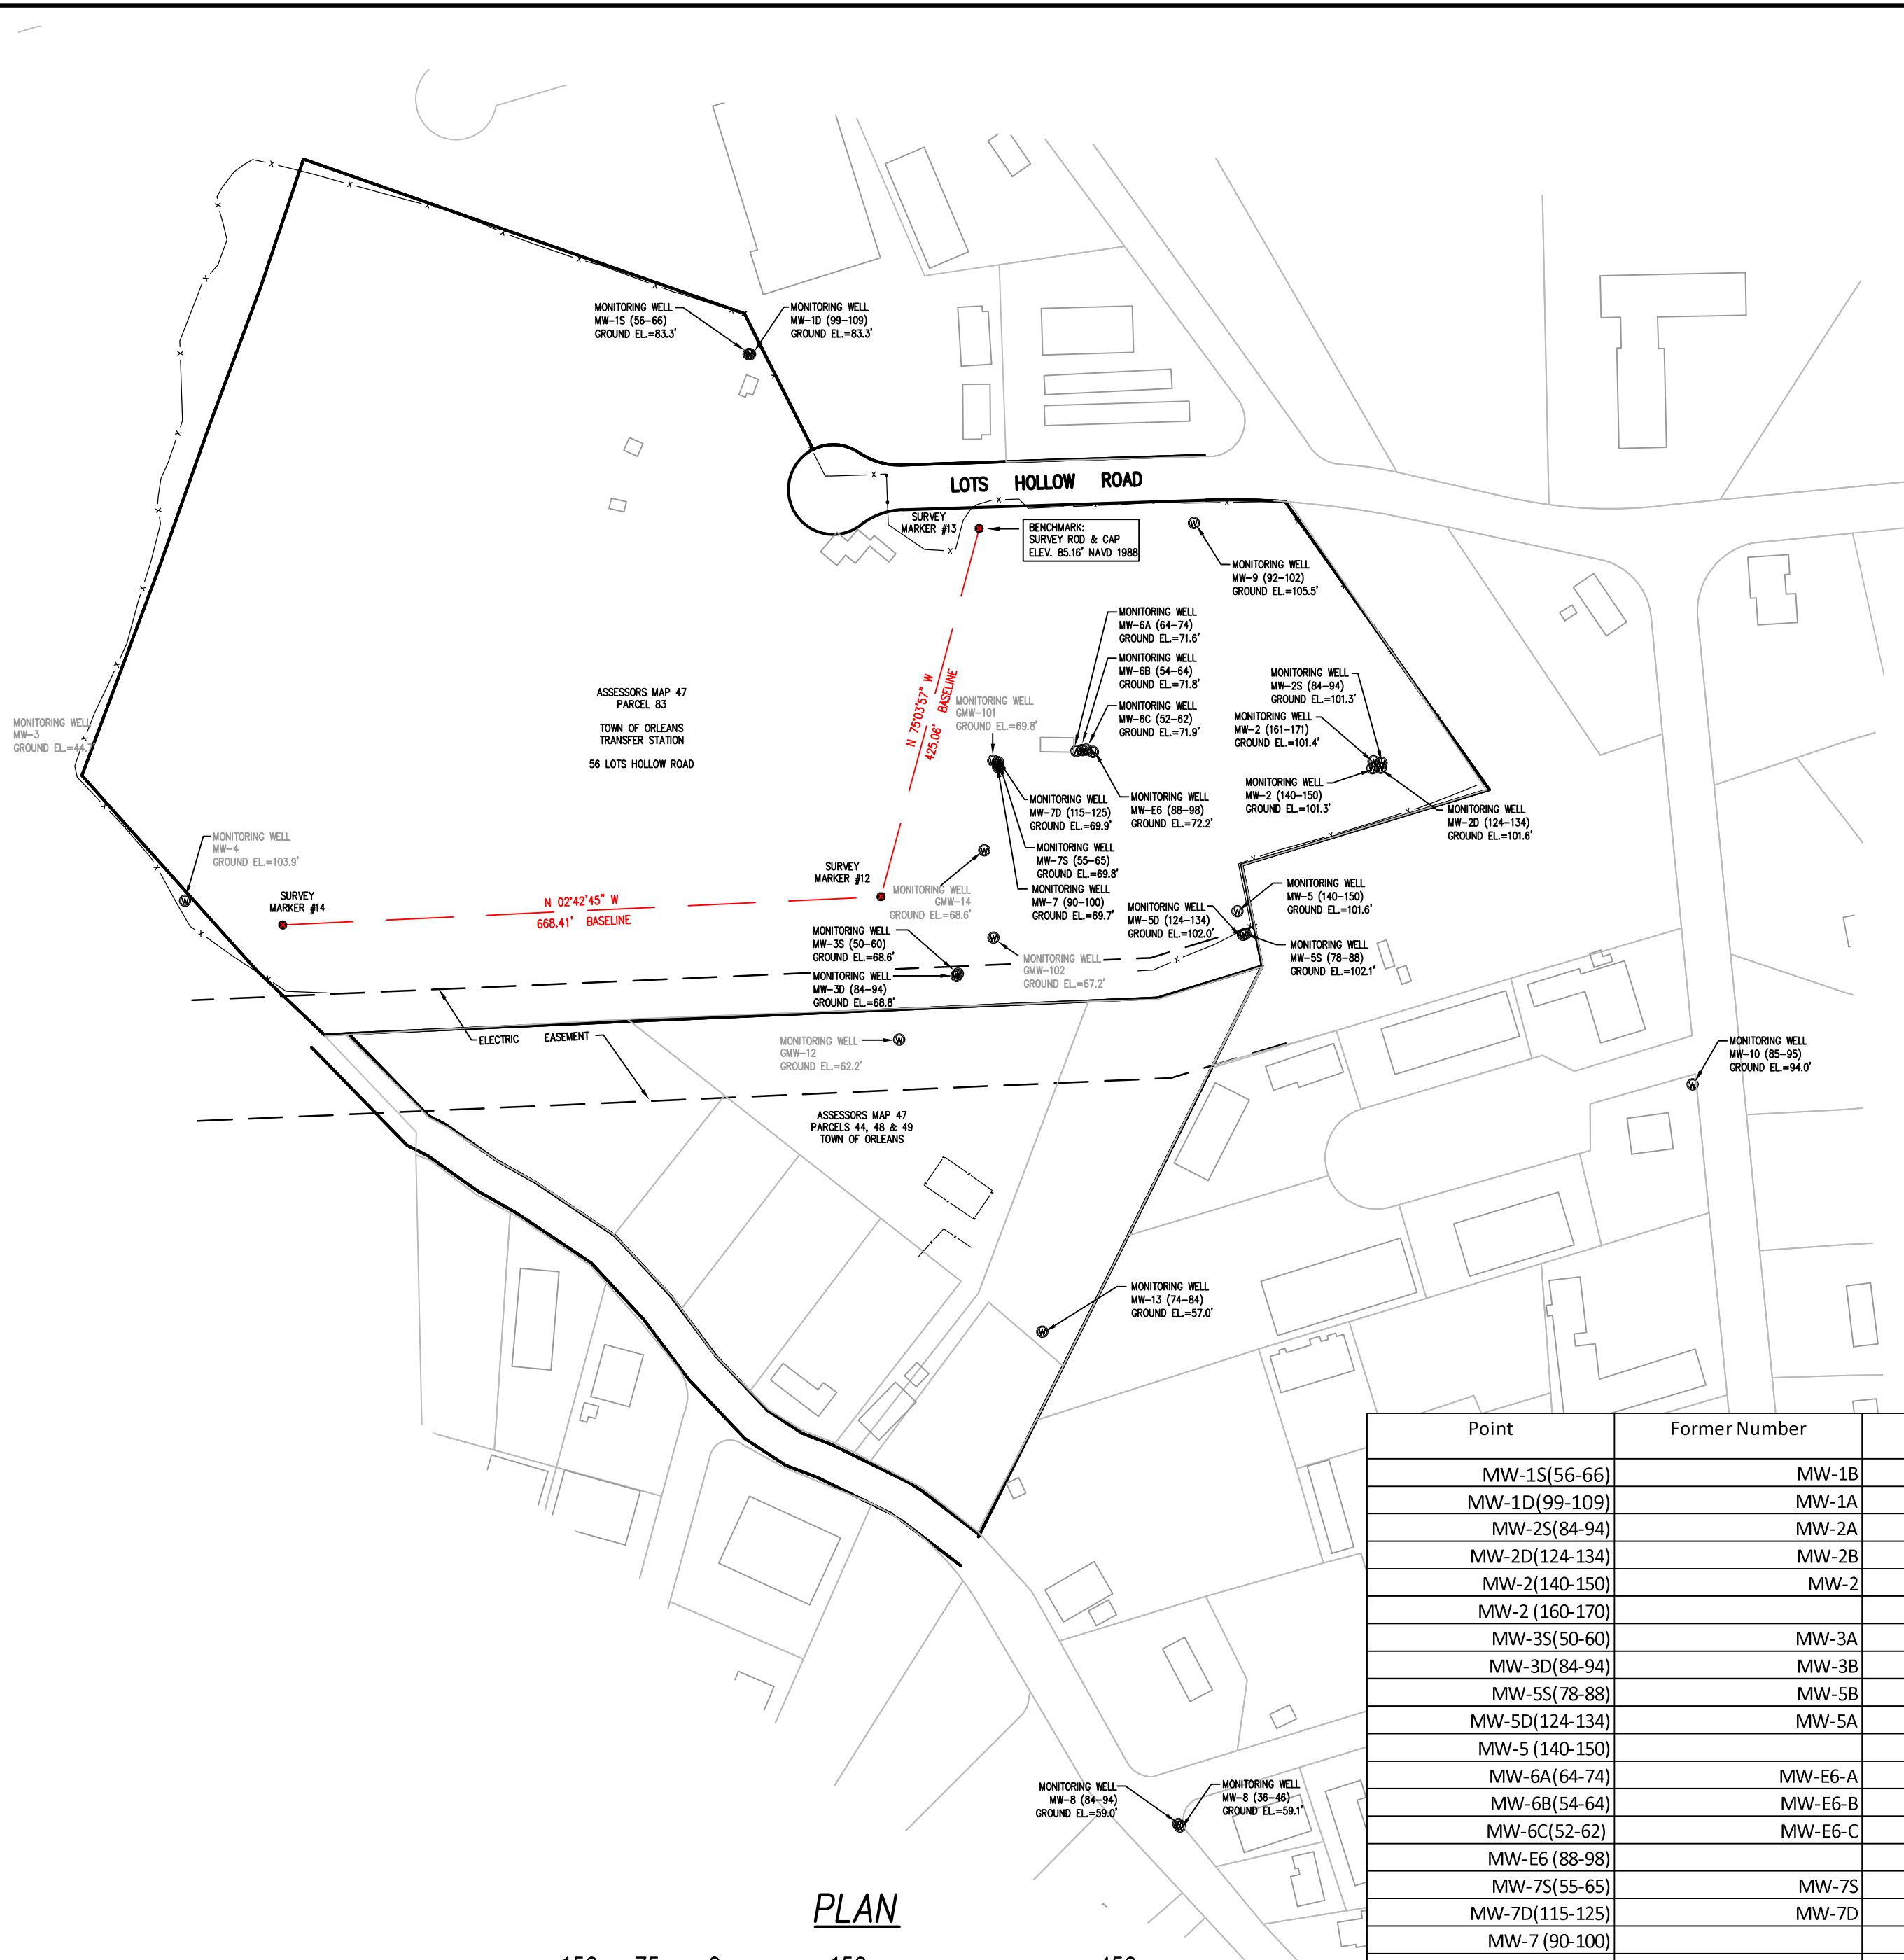 MONITORING WELL
MW-1S (56-66)
GROUND EL.=83.3'
MONITORING WELL
MW-1D (99-109)
GROUND EL.=83.3'
LOTS HOLLOW ROAD
SURVEY
MARKER #13
BENCHMARK:
SURVEY ROD & CAP
ELEV. 85.16' NAVD 1988
MONITORING WELL
MW-9 (92-102)
GROUND EL.=105.5'
MONITORING WELL
MW-6A (64-74)
GROUND EL.=71.6'
MONITORING WELL
MW-6B (54-64)
GROUND EL.=71.8'
MONITORING WELL
MW-6C (52-62)
GROUND EL.=71.9'
MONITORING WELL
MW-2S (84-94)
GROUND EL.=101.3'
MONITORING WELL
MW-2 (161-171)
GROUND EL.=101.4'
MONITORING WELL
MW-2 (140-150)
GROUND EL.=101.3'
MONITORING WELL
MW-2D (124-134)
GROUND EL.=101.6'
N 75°03'57" W
425.06' BASELINE
MONITORING WELL
GMW-101
GROUND EL.=69.8'
ASSESSORS MAP 47
PARCEL 83
TOWN OF ORLEANS
TRANSFER STATION
56 LOTS HOLLOW ROAD
MONITORING WELL
MW-3
GROUND EL.=44.7'
MONITORING WELL
MW-7D (115-125)
GROUND EL.=69.9'
MONITORING WELL
MW-E6 (88-98)
GROUND EL.=72.2'
MONITORING WELL
MW-7S (55-65)
GROUND EL.=69.8'
MONITORING WELL
MW-7 (90-100)
GROUND EL.=69.7'
MONITORING WELL
MW-4
GROUND EL.=103.9'
SURVEY
MARKER #14
N 02°42'45" W
668.41' BASELINE
SURVEY
MARKER #12
MONITORING WELL
GMW-14
GROUND EL.=68.6'
MONITORING WELL
MW-5 (140-150)
GROUND EL.=101.6'
MONITORING WELL
MW-5D (124-134)
GROUND EL.=102.0'
MONITORING WELL
MW-5S (78-88)
GROUND EL.=102.1'
MONITORING WELL
MW-3S (50-60)
GROUND EL.=68.6'
MONITORING WELL
MW-3D (84-94)
GROUND EL.=68.8'
MONITORING WELL
GMW-102
GROUND EL.=67.2'
ELECTRIC EASEMENT
MONITORING WELL
GMW-12
GROUND EL.=62.2'
MONITORING WELL
MW-10 (85-95)
GROUND EL.=94.0'
ASSESSORS MAP 47
PARCELS 44, 48 & 49
TOWN OF ORLEANS
MONITORING WELL
MW-13 (74-84)
GROUND EL.=57.0'
MONITORING WELL
MW-8 (84-94)
GROUND EL.=59.0'
MONITORING WELL
MW-8 (36-46)
GROUND EL.=59.1'
Point Former Number
MW-1S(56-66) MW-1B
MW-1D(99-109) MW-1A
MW-2S(84-94) MW-2A
MW-2D(124-134) MW-2B
MW-2(140-150) MW-2
MW-2 (160-170)
MW-3S(50-60) MW-3A
MW-3D(84-94) MW-3B
MW-5S(78-88) MW-5B
MW-5D(124-134) MW-5A
MW-5 (140-150)
MW-6A(64-74) MW-E6-A
MW-6B(54-64) MW-E6-B
MW-6C(52-62) MW-E6-C
MW-E6 (88-98)
MW-7S(55-65) MW-7S
MW-7D(115-125) MW-7D
MW-7 (90-100)
PLAN
150 75 0 150 450